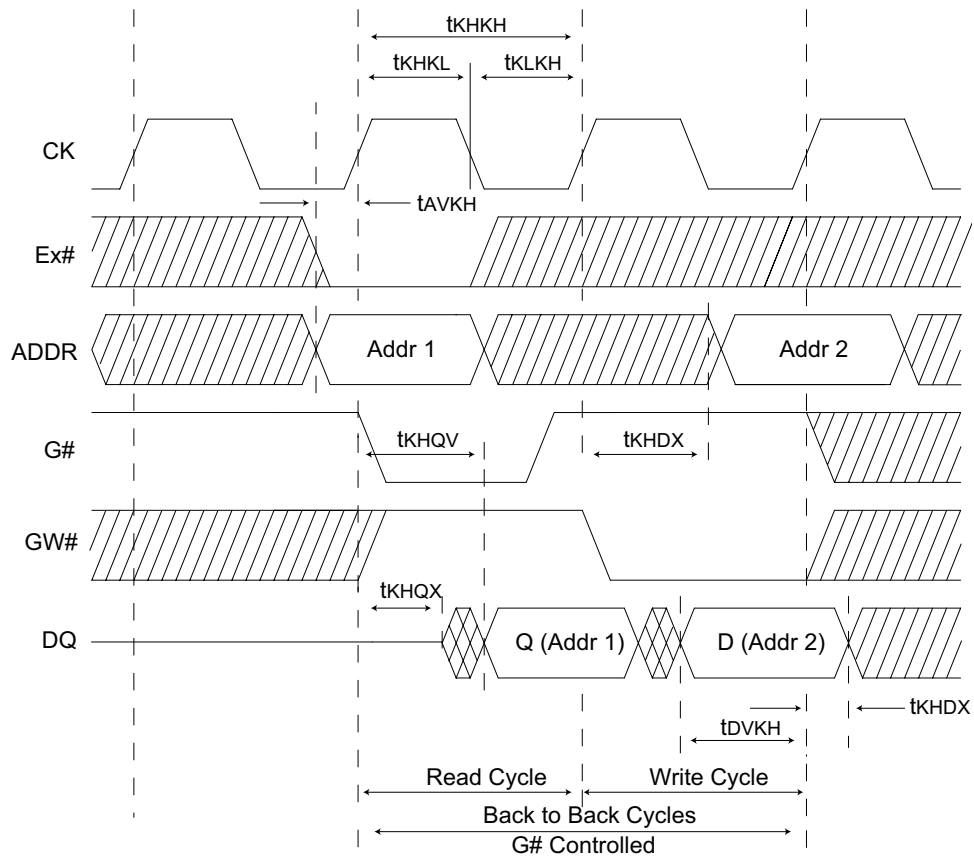 tKHKH
tKHKL
tKLKH
CK
tAVKH
Ex#
ADDR
Addr 1
Addr 2
G#
tKHQV
tKHDX
GW#
tKHQX
DQ
Q (Addr 1)
D (Addr 2)
tKHDX
tDVKH
Read Cycle
Write Cycle
Back to Back Cycles
G# Controlled